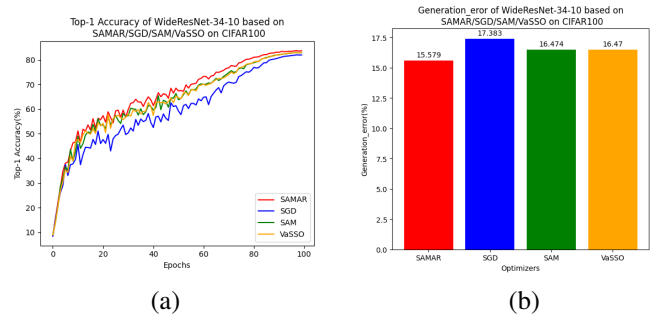 Top-1 Accuracy of WideResNet-34-10 based on
SAMAR/SGD/SAM/VaSSO on CIFAR100
Top-1 Accuracy(%)
80
70
60
50
40
30
20
10
0
20
40
60
80
100
Epochs
SAMAR
SGD
SAM
VaSSO
(a)
Generation_eror of WideResNet-34-10 based on
SAMAR/SGD/SAM/VaSSO on CIFAR100
Generation_error(%)
17.5
15.0
12.5
10.0
7.5
5.0
2.5
0.0
15.579
17.383
16.474
16.47
SAMAR
SGD
SAM
VaSSO
Optimizers
(b)